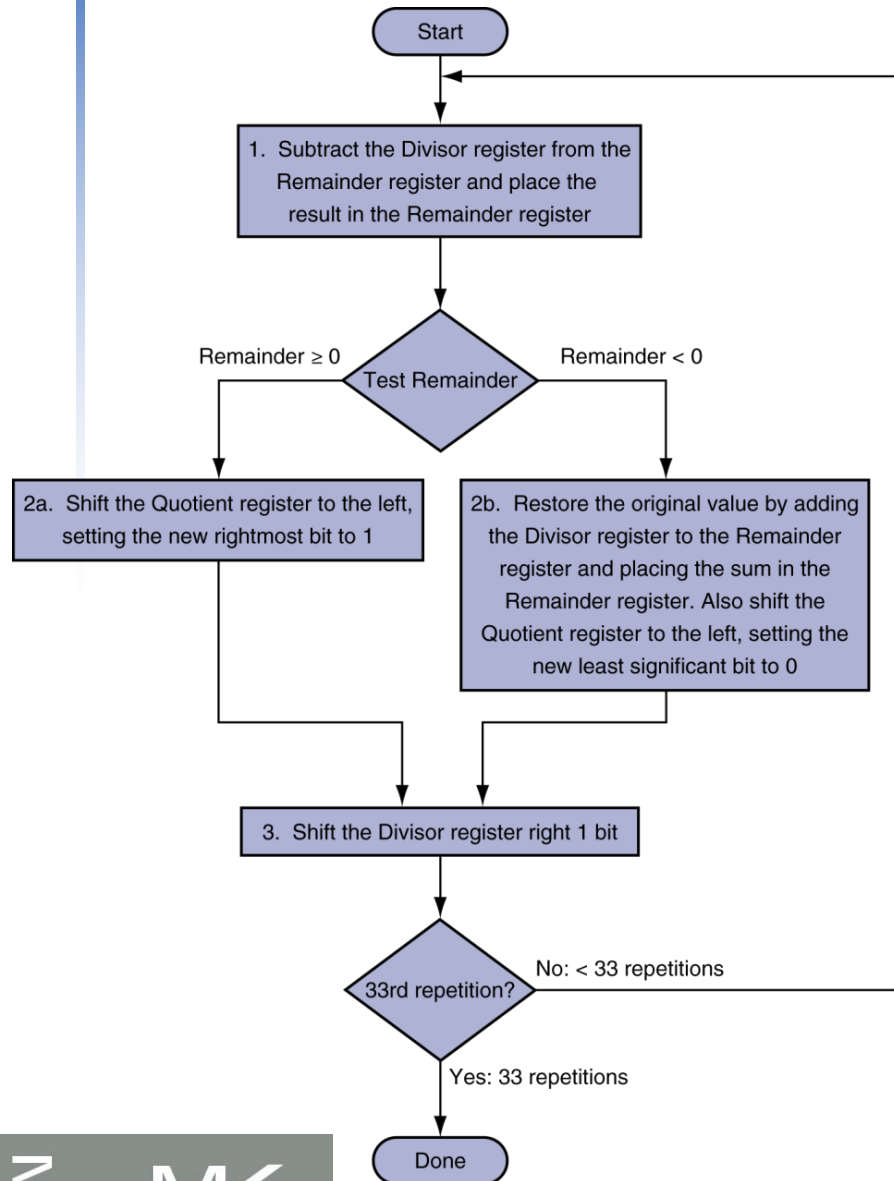 Start
1. Subtract the Divisor register from the
Remainder register and place the
result in the Remainder register
Remainder ≥ 0
Remainder < 0
Test Remainder
2a. Shift the Quotient register to the left,
setting the new rightmost bit to 1
2b. Restore the original value by adding
the Divisor register to the Remainder
register and placing the sum in the
Remainder register. Also shift the
Quotient register to the left, setting the
new least significant bit to 0
3. Shift the Divisor register right 1 bit
33rd repetition?
No: < 33 repetitions
Yes: 33 repetitions
Done